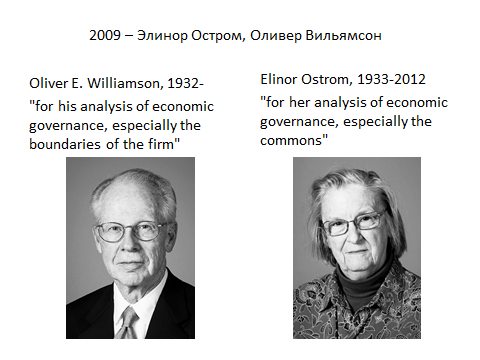 2009 – Элинор Остром, Оливер Вильямсон
Oliver E. Williamson, 1932-
"for his analysis of economic
governance, especially the
boundaries of the firm"
Elinor Ostrom, 1933-2012
"for her analysis of economic
governance, especially the
commons"